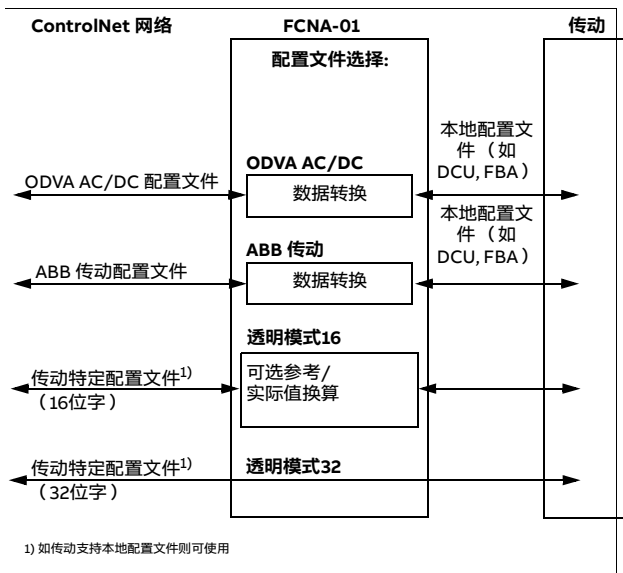 ControlNet 网络
FCNA-01
传动
配置文件选择:
本地配置文
件（如
DCU, FBA）
ODVA AC/DC
ODVA AC/DC 配置文件
数据转换
本地配置文
件（如
DCU, FBA）
ABB 传动
ABB 传动配置文件
数据转换
透明模式16
传动特定配置文件1)
（16位字）
可选参考/
实际值换算
传动特定配置文件1)
（32位字）
透明模式32
1) 如传动支持本地配置文件则可使用